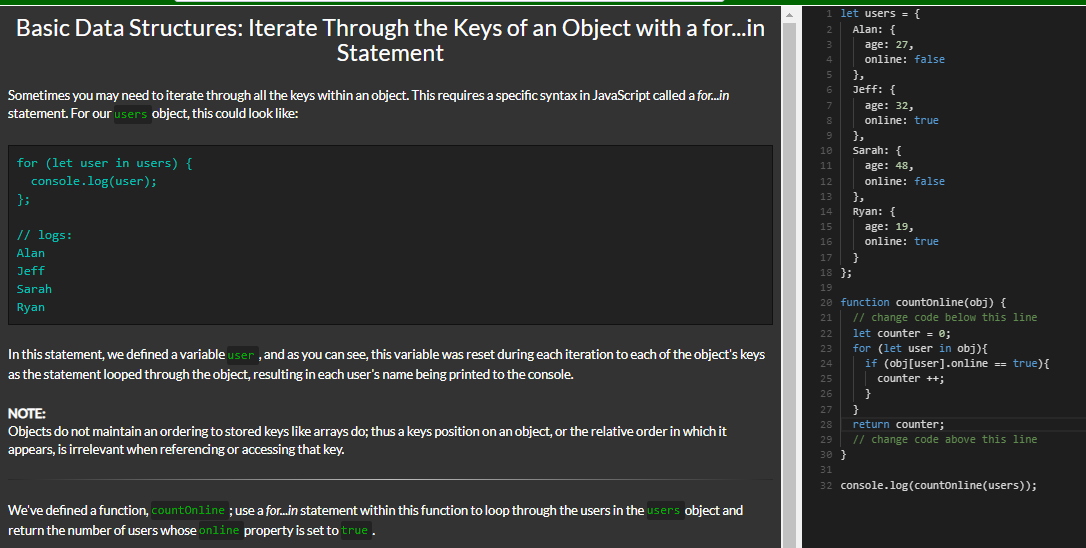 Basic Data Structures: Iterate Through the Keys of an Object with a for...in
Statement
Sometimes you may need to iterate through all the keys within an object. This requires a specific syntax in JavaScript called a for...in
statement. For our users object, this could look like:
for (let user in users) {
  console.log(user);
};

// logs:
Alan
Jeff
Sarah
Ryan
In this statement, we defined a variable user , and as you can see, this variable was reset during each iteration to each of the object's keys
as the statement looped through the object, resulting in each user's name being printed to the console.
NOTE:
Objects do not maintain an ordering to stored keys like arrays do; thus a keys position on an object, or the relative order in which it
appears, is irrelevant when referencing or accessing that key.
We've defined a function, countOnline ; use a for...in statement within this function to loop through the users in the users object and
return the number of users whose online property is set to true .
1 let users = {
2   Alan: {
3     age: 27,
4     online: false
5   },
6   Jeff: {
7     age: 32,
8     online: true
9   },
10   Sarah: {
11     age: 48,
12     online: false
13   },
14   Ryan: {
15     age: 19,
16     online: true
17   }
18 };
19
20 function countOnline(obj) {
21   // change code below this line
22   let counter = 0;
23   for (let user in obj){
24     if (obj[user].online == true){
25       counter ++;
26     }
27   }
28   return counter;
29   // change code above this line
30 }
31
32 console.log(countOnline(users));